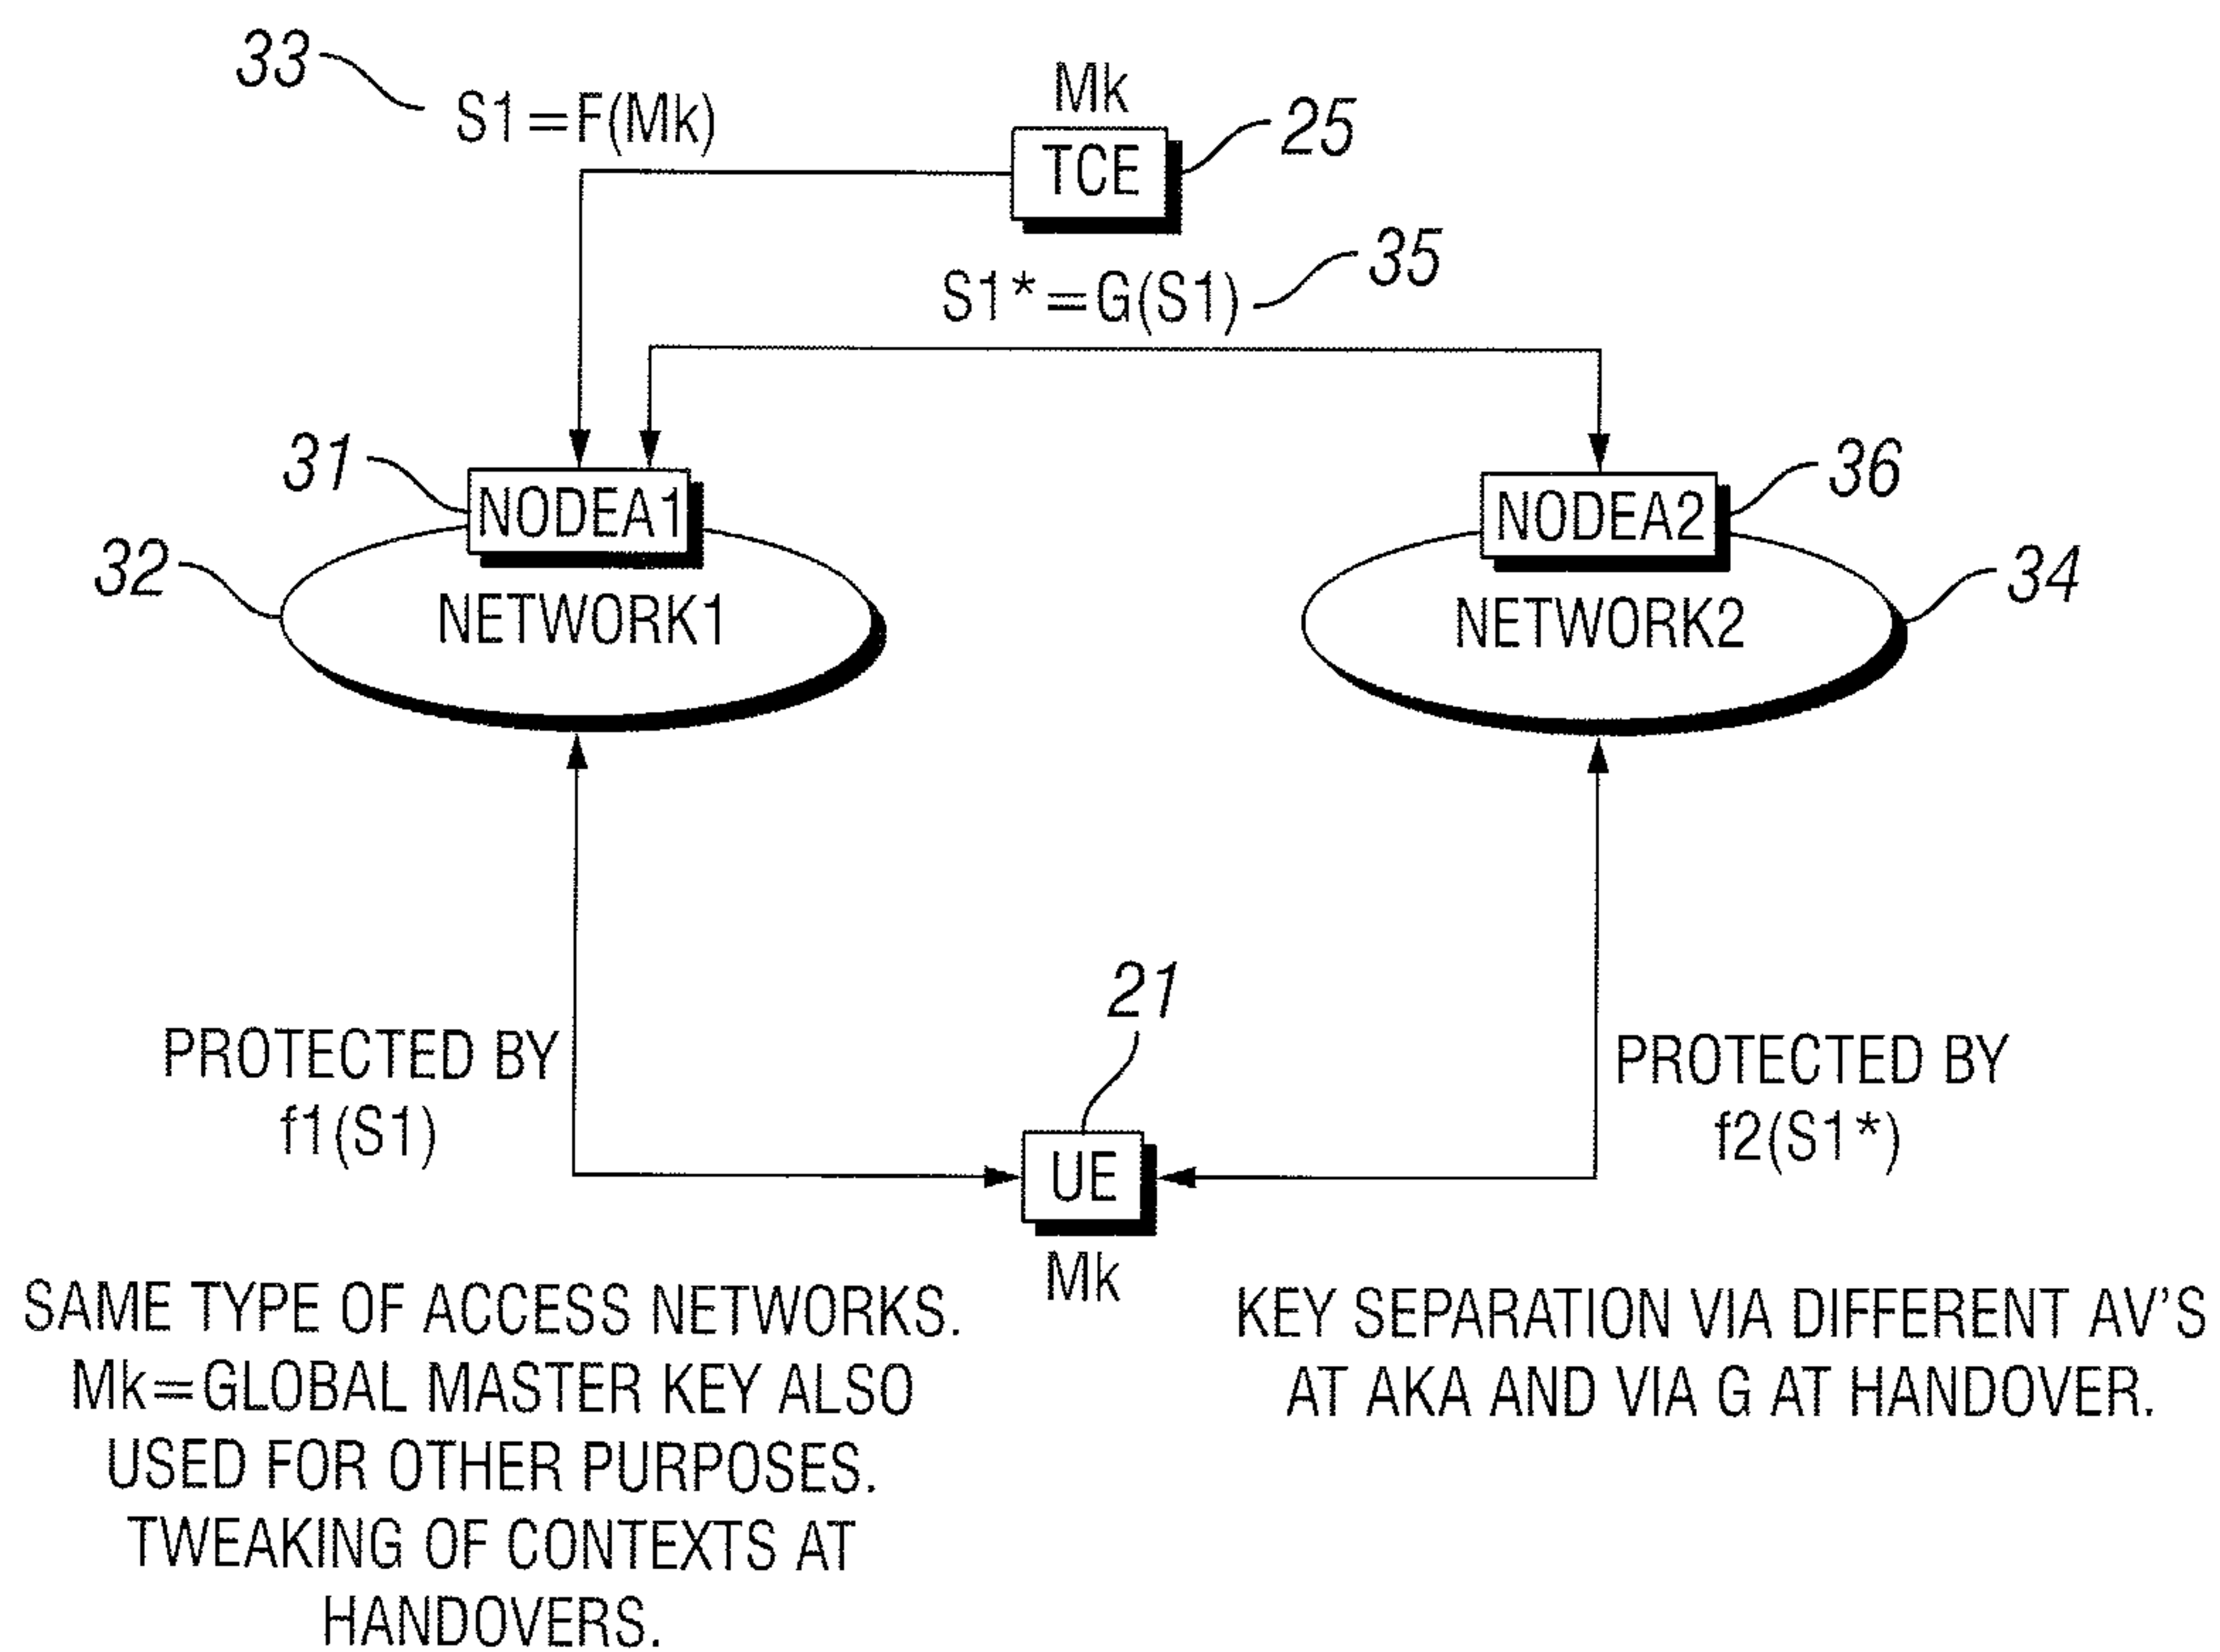 33
S1=F(Mk)
Mk
TCE
25
S1*=G(S1)
35
31
NODEA1
NODEA2
36
32
NETWORK1
NETWORK2
34
21
PROTECTED BY
f1(S1)
PROTECTED BY
f2(S1*)
UE
Mk
SAME TYPE OF ACCESS NETWORKS.
Mk=GLOBAL MASTER KEY ALSO
USED FOR OTHER PURPOSES.
TWEAKING OF CONTEXTS AT
HANDOVERS.
KEY SEPARATION VIA DIFFERENT AV'S
AT AKA AND VIA G AT HANDOVER.